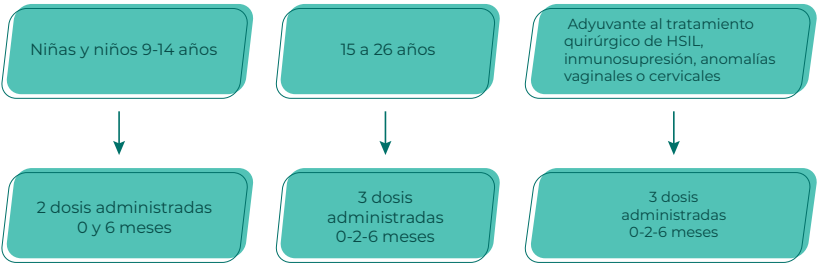 Niñas y niños 9-14 años
15 a 26 años
Adyuvante al tratamiento
quirúrgico de HSIL,
inmunosupresión, anomalías
vaginales o cervicales
2 dosis administradas
0 y 6 meses
3 dosis
administradas
0-2-6 meses
3 dosis
administradas
0-2-6 meses